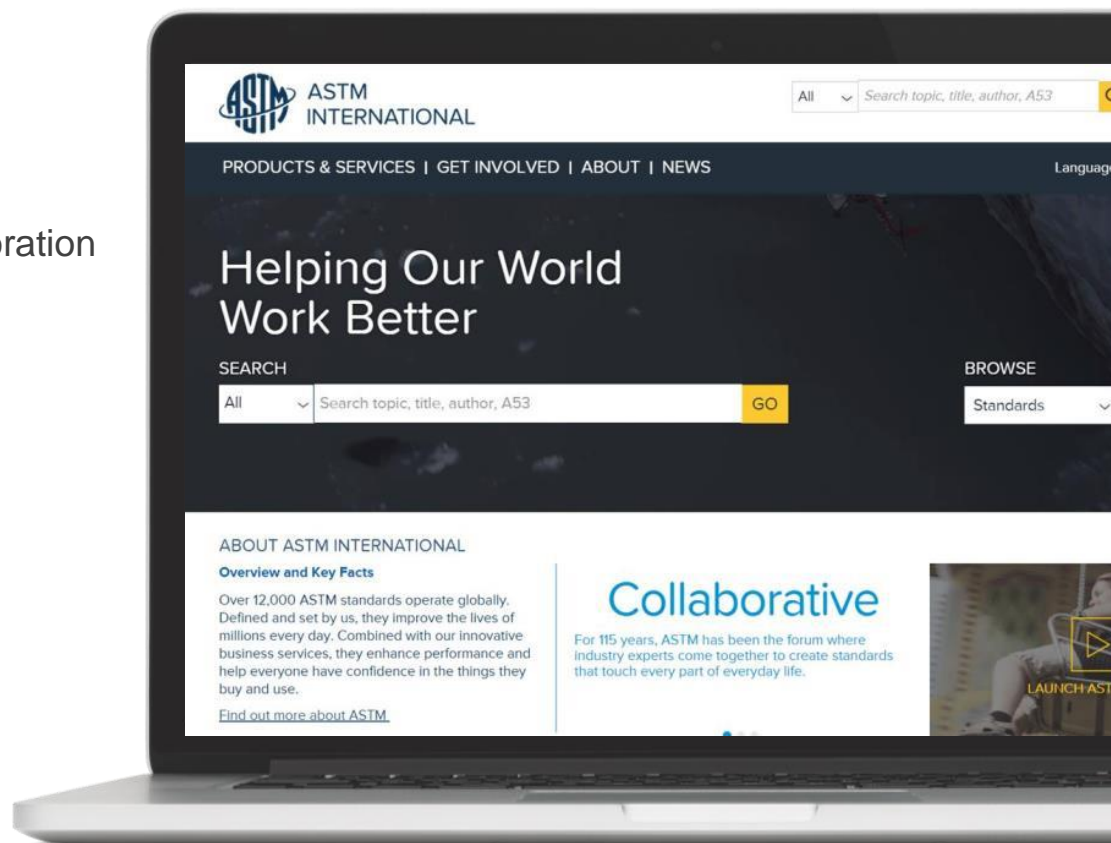 oration
ASTM
ASTM
INTERNATIONAL
All
Search topic, title, author, A53
PRODUCTS & SERVICES | GET INVOLVED | ABOUT | NEWS
Language
Helping Our World
Work Better
SEARCH
All
Search topic, title, author, A53
GO
BROWSE
Standards
ABOUT ASTM INTERNATIONAL
Overview and Key Facts
Over 12,000 ASTM standards operate globally.
Defined and set by us, they improve the lives of
millions every day. Combined with our innovative
business services, they enhance performance and
help everyone have confidence in the things they
buy and use.
Find out more about ASTM
Collaborative
For 115 years, ASTM has been the forum where
industry experts come together to create standards
that touch every part of everyday life.
LAUNCH AST